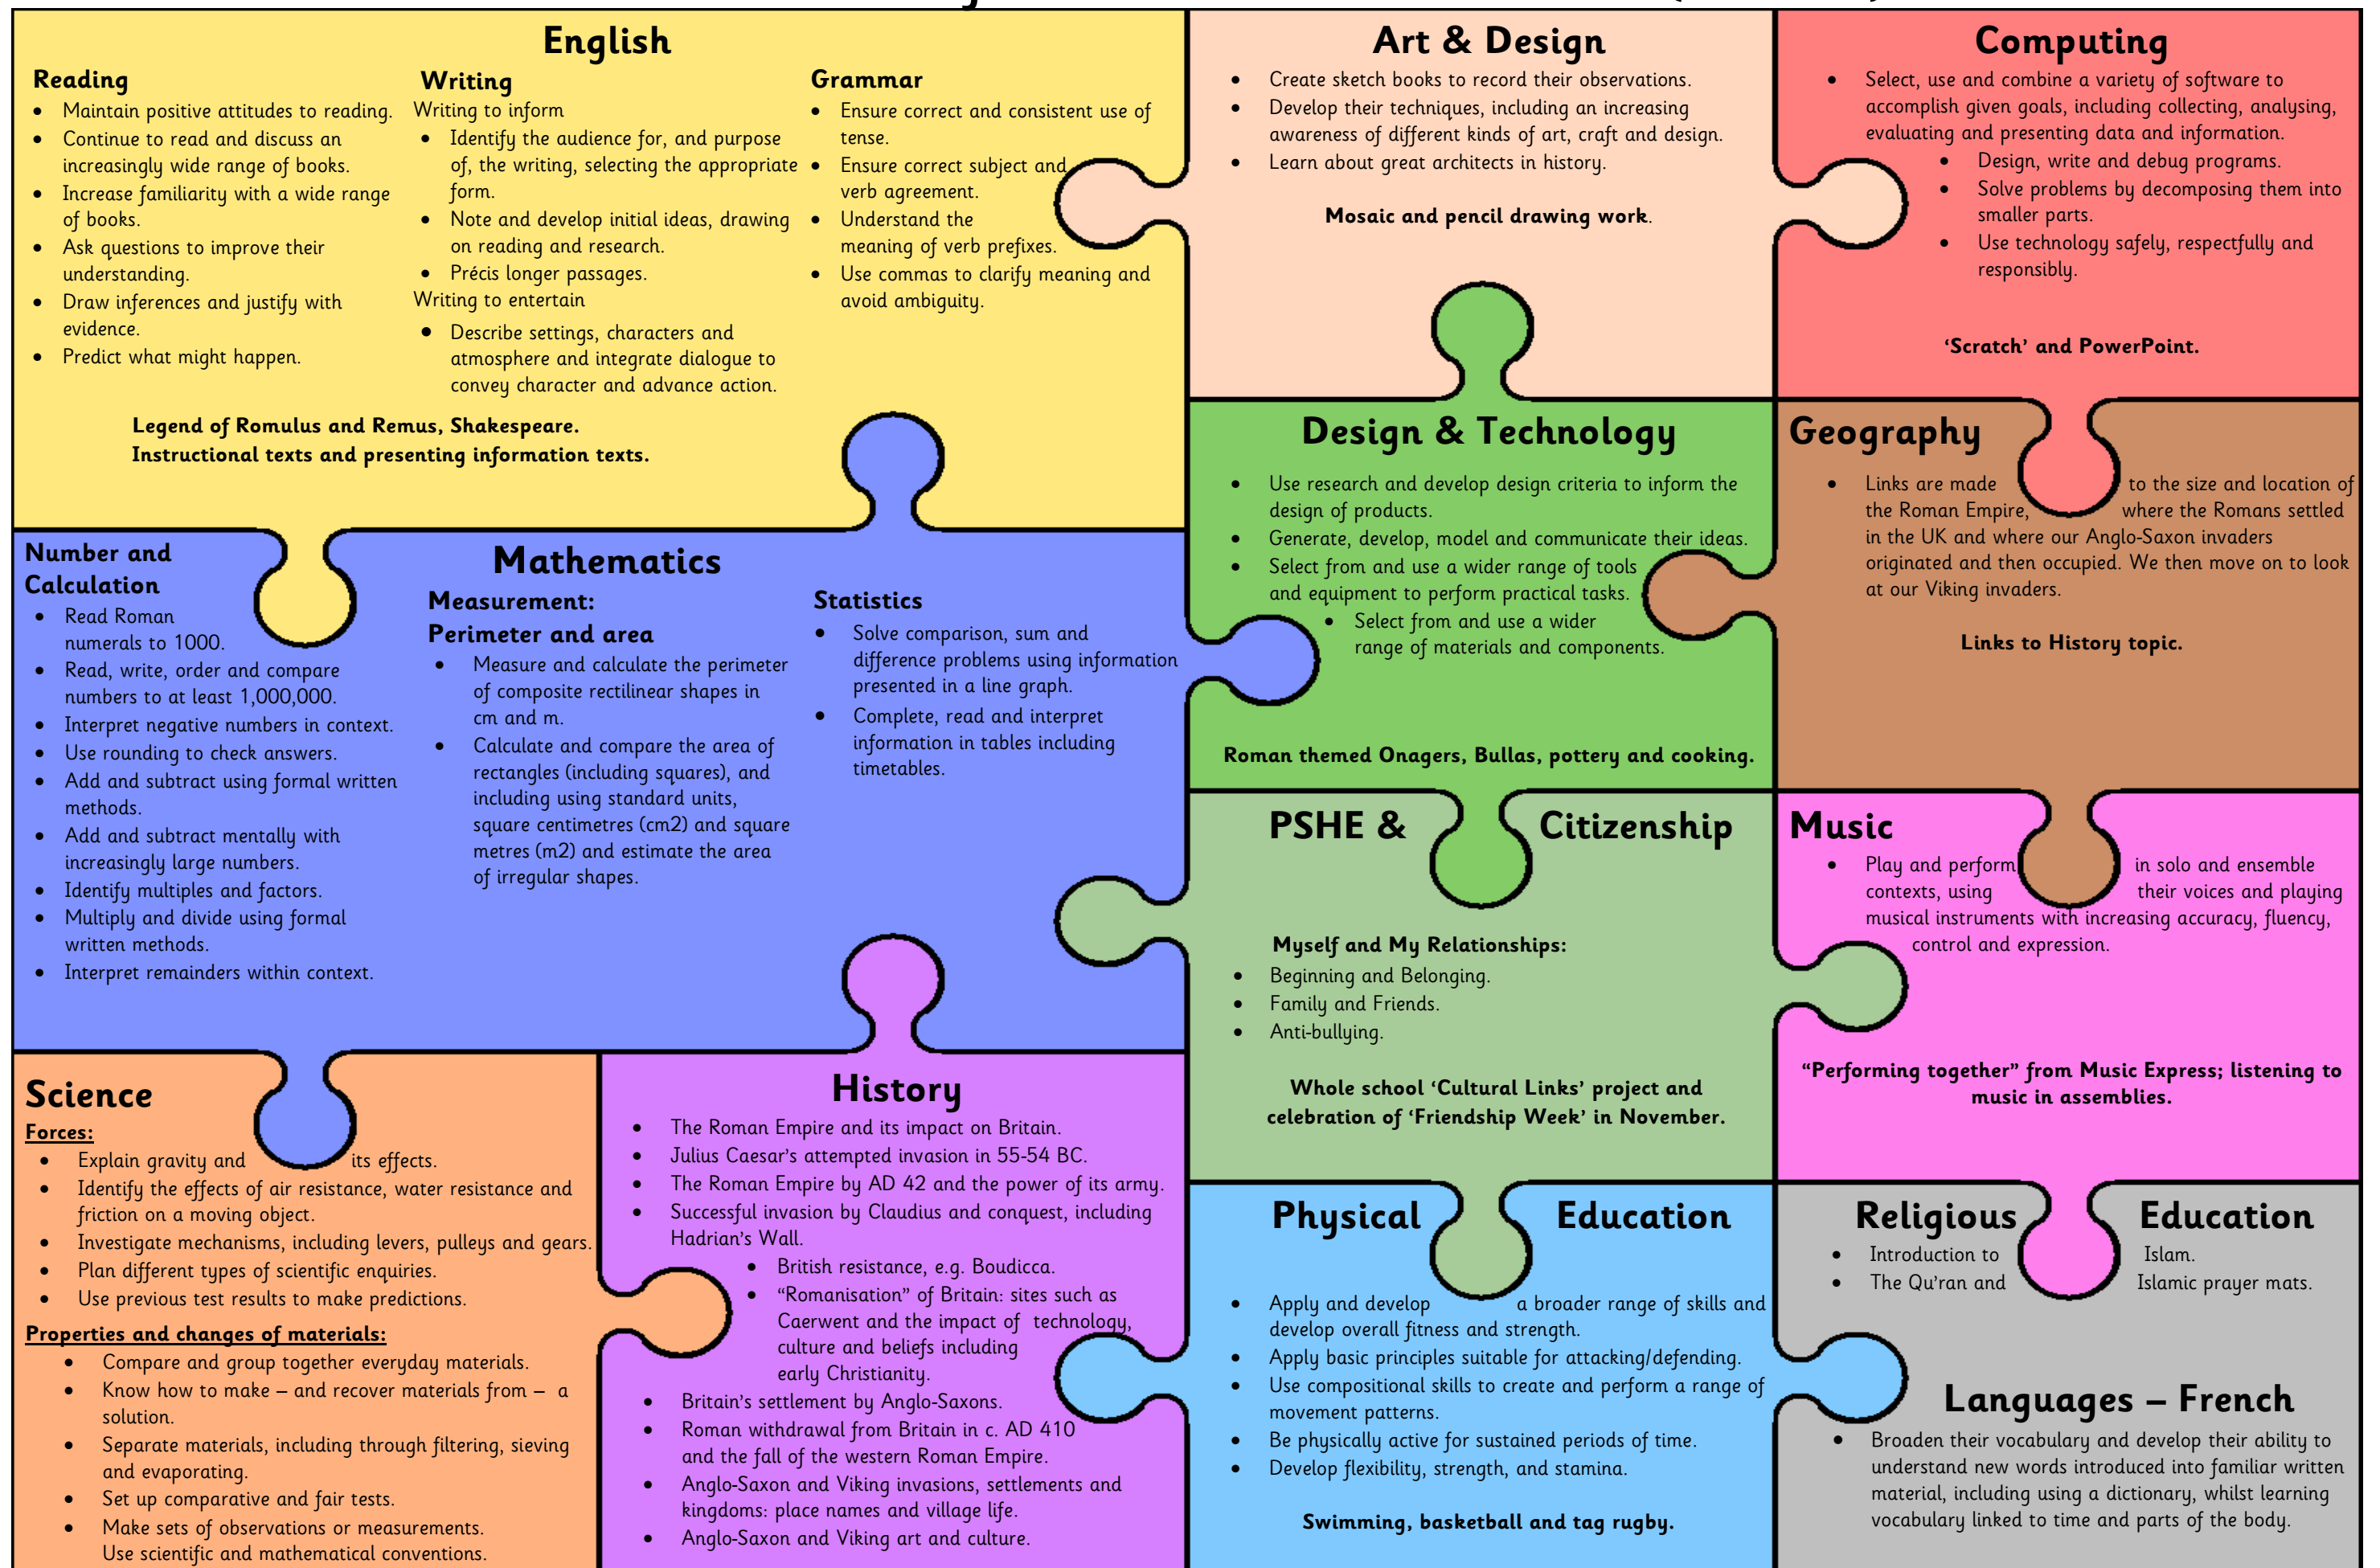 English
Reading
• Maintain positive attitudes to reading.
• Continue to read and discuss an
increasingly wide range of books.
• Increase familiarity with a wide range
of books.
• Ask questions to improve their
understanding.
• Draw inferences and justify with
evidence.
• Predict what might happen.
Writing
Writing to inform
• Identify the audience for, and purpose
of, the writing, selecting the appropriate
form.
• Note and develop initial ideas, drawing
on reading and research.
• Précis longer passages.
Writing to entertain
• Describe settings, characters and
atmosphere and integrate dialogue to
convey character and advance action.
Grammar
• Ensure correct and consistent use of
tense.
• Ensure correct subject and
verb agreement.
• Understand the
meaning of verb prefixes.
• Use commas to clarify meaning and
avoid ambiguity.
Legend of Romulus and Remus, Shakespeare.
Instructional texts and presenting information texts.
Art & Design
• Create sketch books to record their observations.
• Develop their techniques, including an increasing
awareness of different kinds of art, craft and design.
• Learn about great architects in history.
Mosaic and pencil drawing work.
Computing
• Select, use and combine a variety of software to
accomplish given goals, including collecting, analysing,
evaluating and presenting data and information.
• Design, write and debug programs.
• Solve problems by decomposing them into
smaller parts.
• Use technology safely, respectfully and
responsibly.
‘Scratch’ and PowerPoint.
Mathematics
Number and
Calculation
• Read Roman
numerals to 1000.
• Read, write, order and compare
numbers to at least 1,000,000.
• Interpret negative numbers in context.
• Use rounding to check answers.
• Add and subtract using formal written
methods.
• Add and subtract mentally with
increasingly large numbers.
• Identify multiples and factors.
• Multiply and divide using formal
written methods.
• Interpret remainders within context.
Measurement:
Perimeter and area
• Measure and calculate the perimeter
of composite rectilinear shapes in
cm and m.
• Calculate and compare the area of
rectangles (including squares), and
including using standard units,
square centimetres (cm2) and square
metres (m2) and estimate the area
of irregular shapes.
Statistics
• Solve comparison, sum and
difference problems using information
presented in a line graph.
• Complete, read and interpret
information in tables including
timetables.
Design & Technology
• Use research and develop design criteria to inform the
design of products.
• Generate, develop, model and communicate their ideas.
• Select from and use a wider range of tools
and equipment to perform practical tasks.
• Select from and use a wider
range of materials and components.
Roman themed Onagers, Bullas, pottery and cooking.
Geography
• Links are made to the size and location of
the Roman Empire, where the Romans settled
in the UK and where our Anglo-Saxon invaders
originated and then occupied. We then move on to look
at our Viking invaders.
Links to History topic.
PSHE & Citizenship
Myself and My Relationships:
• Beginning and Belonging.
• Family and Friends.
• Anti-bullying.
Whole school ‘Cultural Links’ project and
celebration of ‘Friendship Week’ in November.
Music
• Play and perform in solo and ensemble
contexts, using their voices and playing
musical instruments with increasing accuracy, fluency,
control and expression.
“Performing together” from Music Express; listening to
music in assemblies.
Science
Forces:
• Explain gravity and its effects.
• Identify the effects of air resistance, water resistance and
friction on a moving object.
• Investigate mechanisms, including levers, pulleys and gears.
• Plan different types of scientific enquiries.
• Use previous test results to make predictions.
Properties and changes of materials:
• Compare and group together everyday materials.
• Know how to make – and recover materials from – a
solution.
• Separate materials, including through filtering, sieving
and evaporating.
• Set up comparative and fair tests.
• Make sets of observations or measurements.
Use scientific and mathematical conventions.
History
• The Roman Empire and its impact on Britain.
• Julius Caesar’s attempted invasion in 55-54 BC.
• The Roman Empire by AD 42 and the power of its army.
• Successful invasion by Claudius and conquest, including
Hadrian’s Wall.
• British resistance, e.g. Boudicca.
• “Romanisation” of Britain: sites such as
Caerwent and the impact of technology,
culture and beliefs including
early Christianity.
• Britain’s settlement by Anglo-Saxons.
• Roman withdrawal from Britain in c. AD 410
and the fall of the western Roman Empire.
• Anglo-Saxon and Viking invasions, settlements and
kingdoms: place names and village life.
• Anglo-Saxon and Viking art and culture.
Physical Education
• Apply and develop a broader range of skills and
develop overall fitness and strength.
• Apply basic principles suitable for attacking/defending.
• Use compositional skills to create and perform a range of
movement patterns.
• Be physically active for sustained periods of time.
• Develop flexibility, strength, and stamina.
Swimming, basketball and tag rugby.
Religious Education
• Introduction to Islam.
• The Qu’ran and Islamic prayer mats.
Languages – French
• Broaden their vocabulary and develop their ability to
understand new words introduced into familiar written
material, including using a dictionary, whilst learning
vocabulary linked to time and parts of the body.